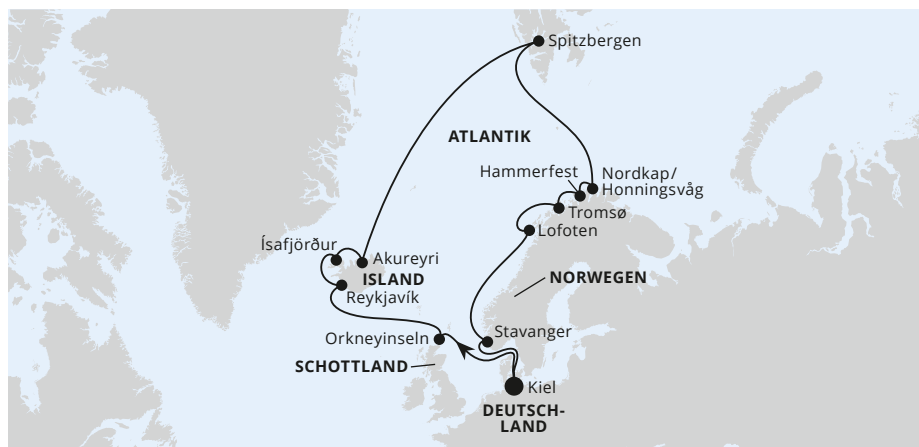 Spitzbergen
ATLANTIK
Hammerfest
Nordkap/
Honningsvåg
Tromsø
Lofoten
Ísafjörður
Akureyri
ISLAND
NORWEGEN
Reykjavík
Stavanger
Orkneyinseln
SCHOTTLAND
Kiel
DEUTSCH-
LAND